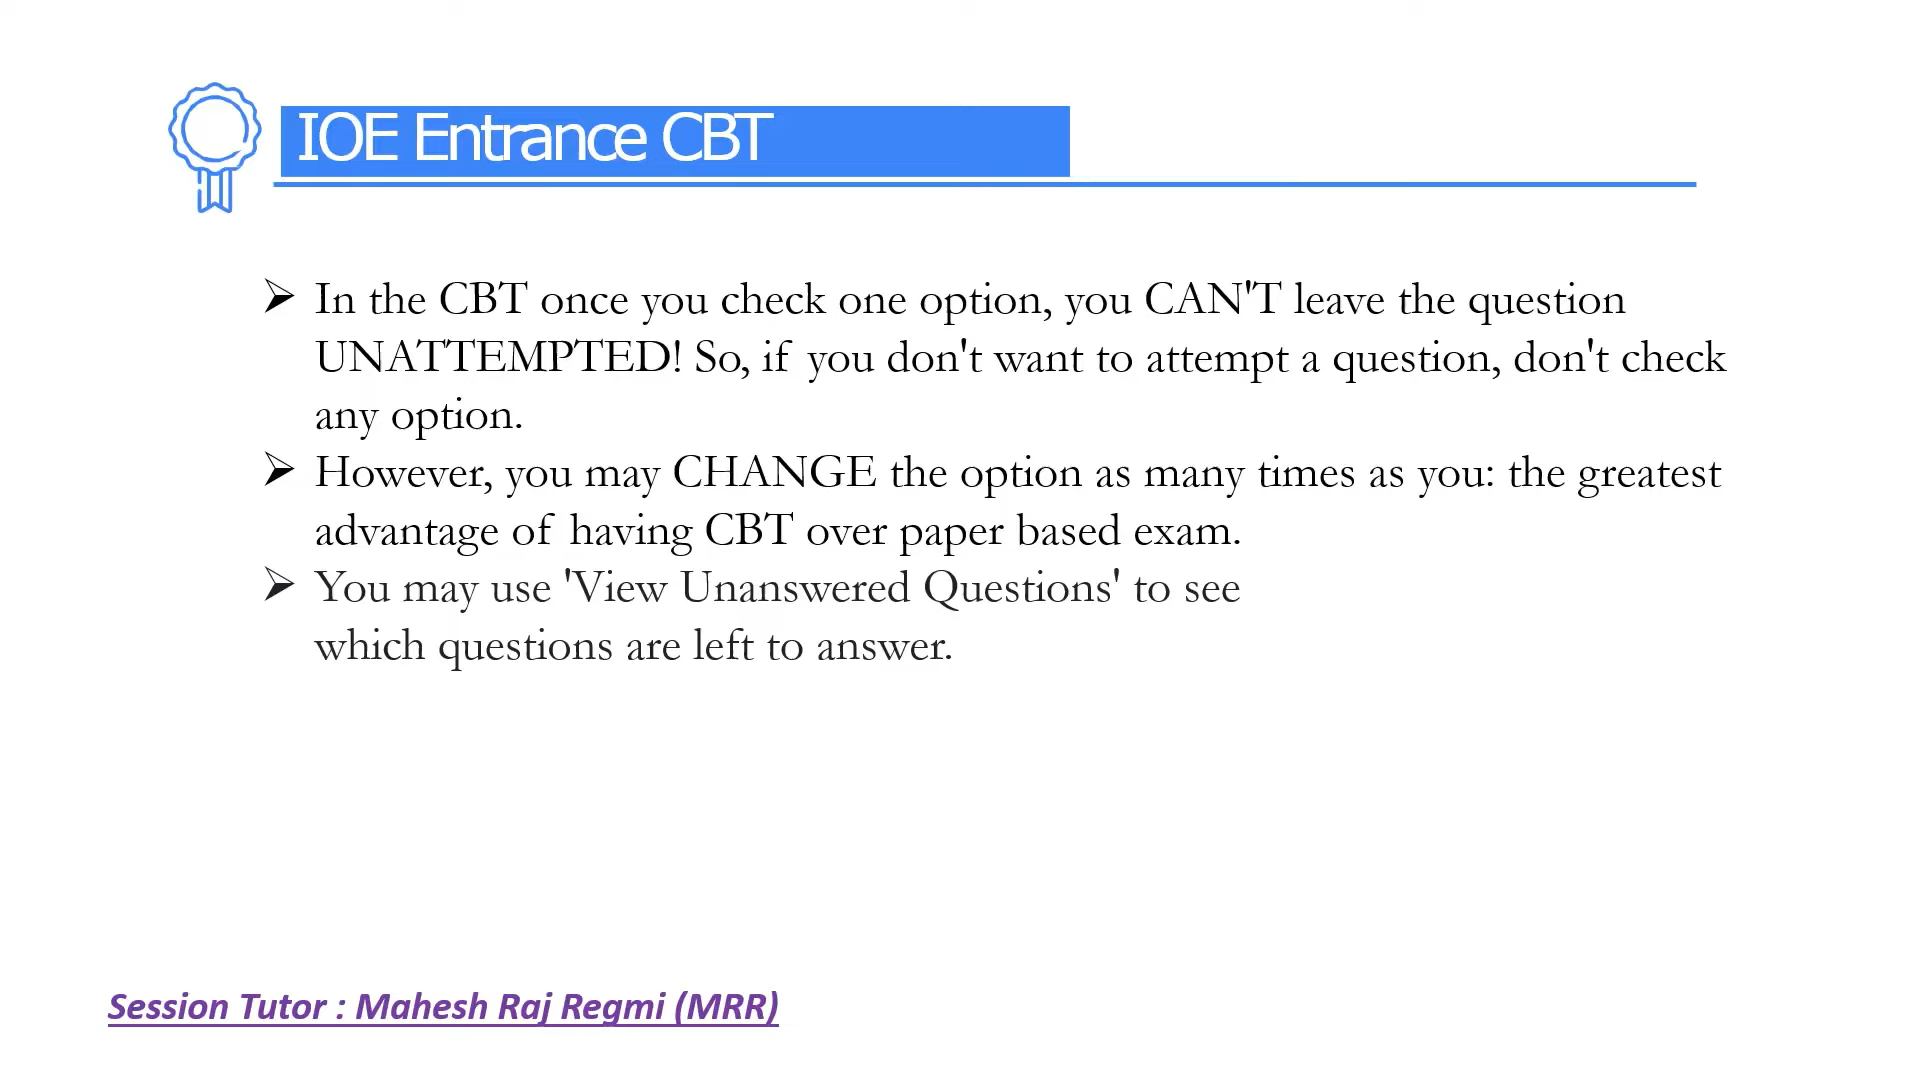 IOE Entrance CBT
➢ In the CBT once you check one option, you CAN'T leave the question
UNATTEMPTED! So, if you don't want to attempt a question, don't check
any option.
➢ However, you may CHANGE the option as many times as you: the greatest
advantage of having CBT over paper based exam.
➢ You may use 'View Unanswered Questions' to see
which questions are left to answer.
Session Tutor : Mahesh Raj Regmi (MRR)